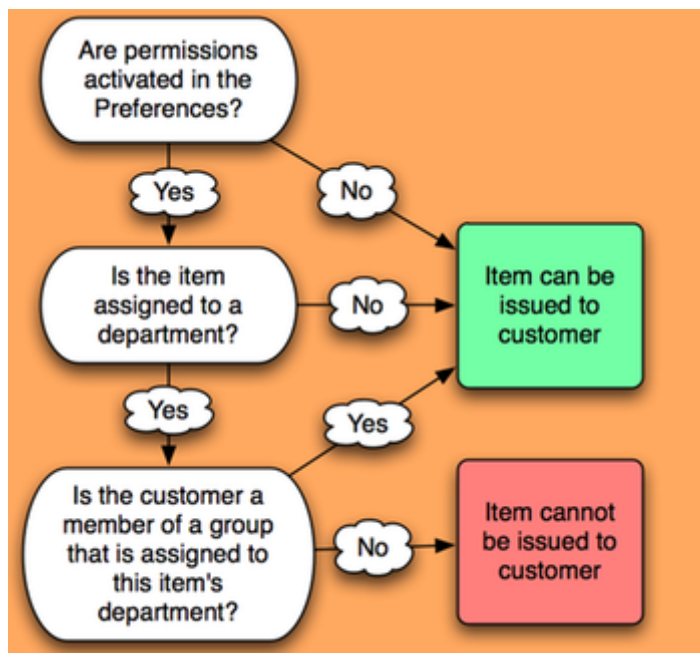 Are permissions
activated in the
Preferences?
Yes
No
Is the item
assigned to a
department?
No
Item can be
issued to
customer
Yes
Yes
Is the customer a
member of a group
that is assigned to
this item's
department?
No
Item cannot
be issued to
customer